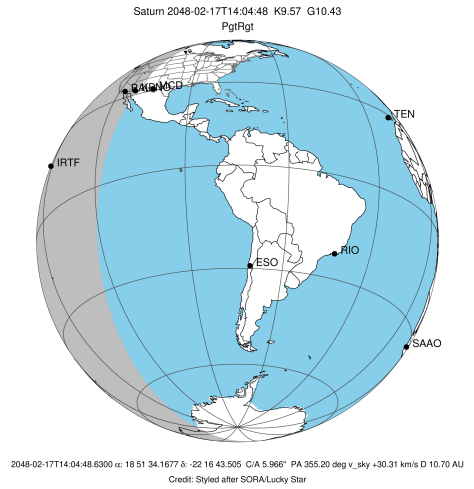 Saturn 2048-02-17T14:04:48 K9.57 G10.43
PgtRgt
MCD
TEN
IRTF
RIO
ESO
SAAO
2048-02-17T14:04:48.6300 α: 18 51 34.1677 δ: -22 16 43.505 C/A 5.966" PA 355.20 deg v_sky +30.31 km/s D 10.70 AU
Credit: Styled after SORA/Lucky Star